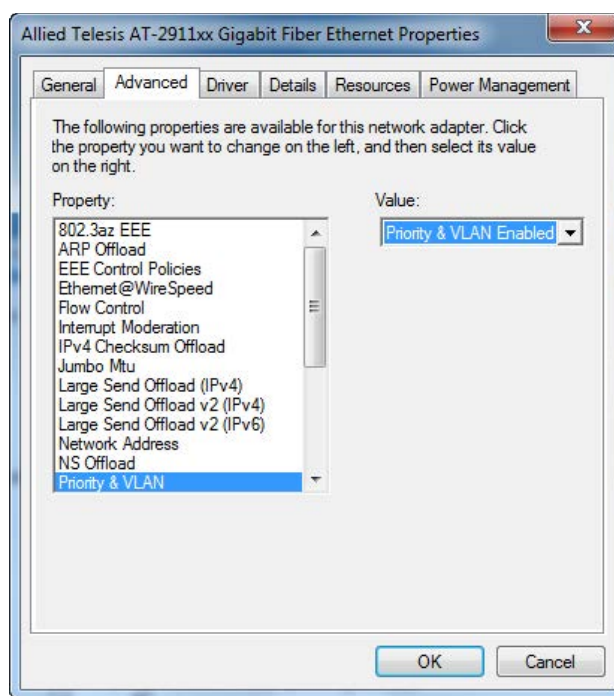 Allied Telesis AT-2911xx Gigabit Fiber Ethernet Properties
General Advanced Driver Details Resources Power Management
The following properties are available for this network adapter. Click
the property you want to change on the left, and then select its value
on the right.
Property:
802.3az EEE
ARP Offload
EEE Control Policies
Ethernet@WireSpeed
Flow Control
Interrupt Moderation
IPv4 Checksum Offload
Jumbo Mtu
Large Send Offload (IPv4)
Large Send Offload v2 (IPv4)
Large Send Offload v2 (IPv6)
Network Address
NS Offload
Priority & VLAN
Value:
Priority & VLAN Enabled
OK Cancel